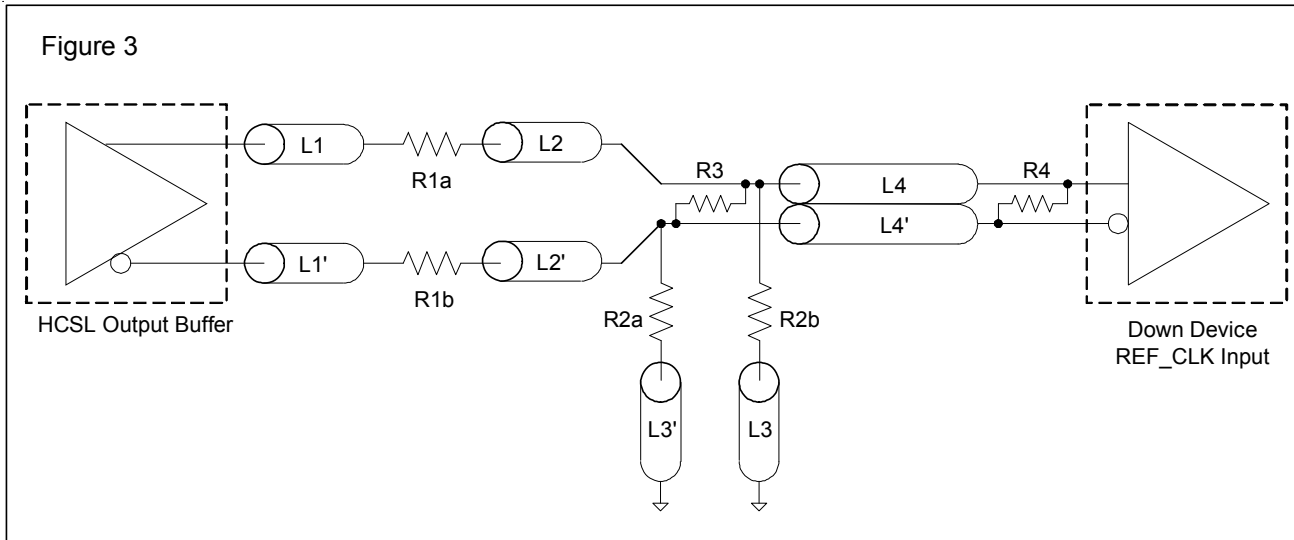 Figure 3
L1
R1a
L2
R3
L4
R4
L4'
L1'
R1b
L2'
HCSL Output Buffer
R2a
R2b
Down Device
REF_CLK Input
L3'
L3